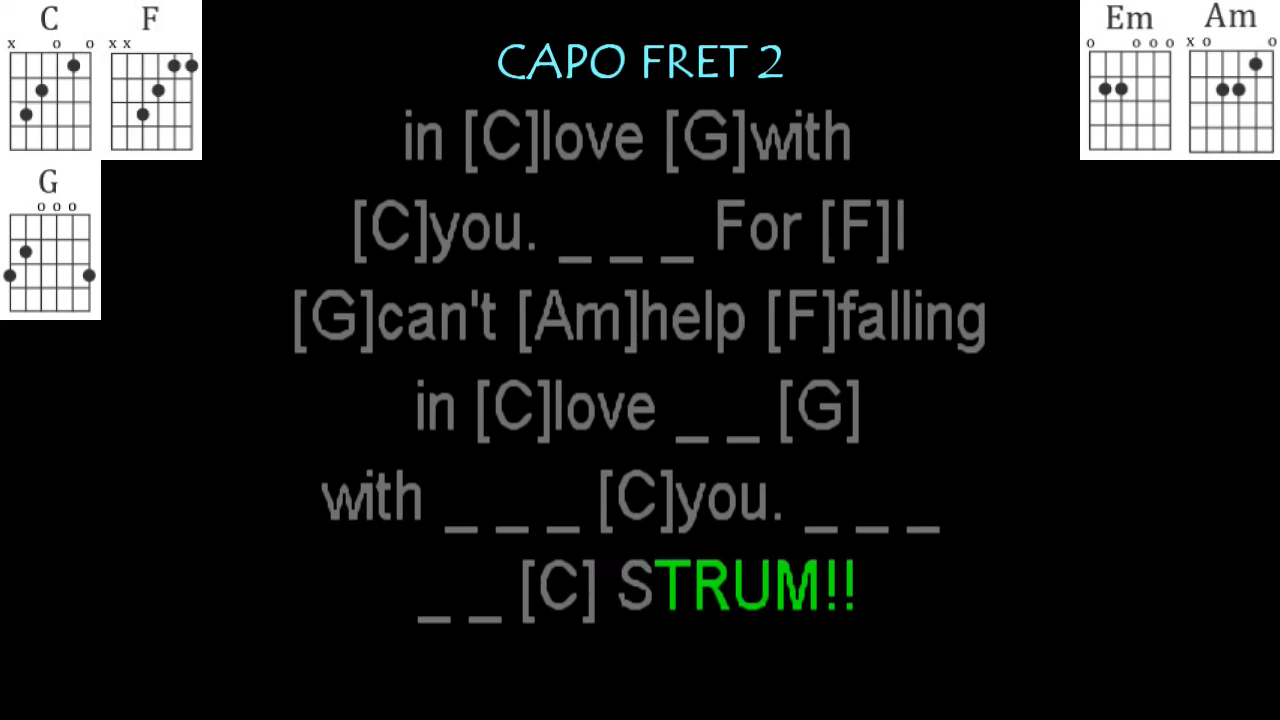 C F
x o o x x
CAPO FRET 2
Em Am
o o o o x o o
in [C]love [G]with
[C]you. _ _ _ For [F]I
G
o o o
[G]can't [Am]help [F]falling
in [C]love _ _ [G]
with _ _ _ [C]you. _ _ _
_ _ [C] STRUM!!